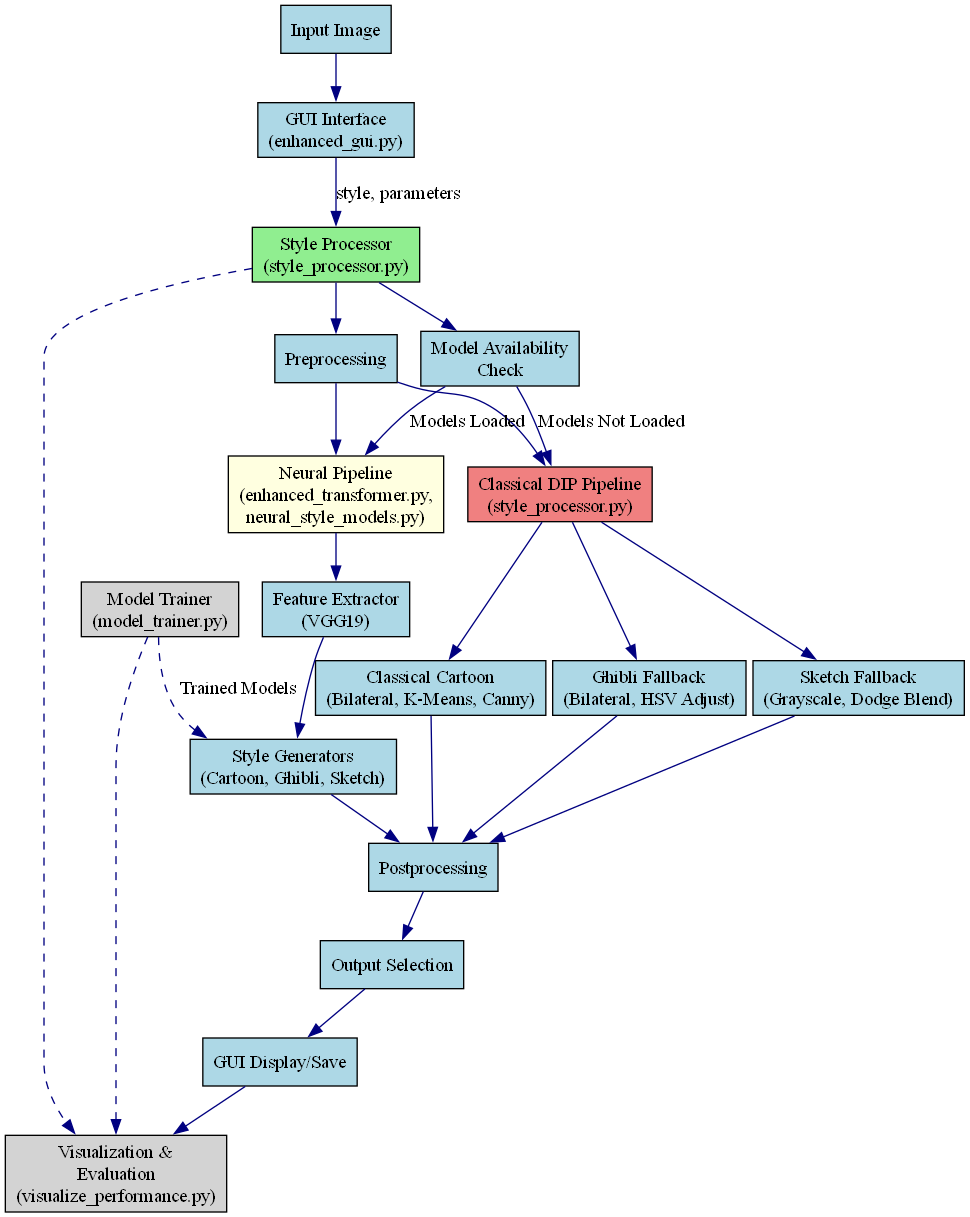 Input Image
GUI Interface
(enhanced_gui.py)
style, parameters
Style Processor
(style_processor.py)
Preprocessing
Model Availability
Check
Models Loaded
Models Not Loaded
Neural Pipeline
(enhanced_transformer.py,
neural_style_models.py)
Classical DIP Pipeline
(style_processor.py)
Model Trainer
(model_trainer.py)
Feature Extractor
(VGG19)
Trained Models
Classical Cartoon
(Bilateral, K-Means, Canny)
Ghibli Fallback
(Bilateral, HSV Adjust)
Sketch Fallback
(Grayscale, Dodge Blend)
Style Generators
(Cartoon, Ghibli, Sketch)
Postprocessing
Output Selection
GUI Display/Save
Visualization &
Evaluation
(visualize_performance.py)